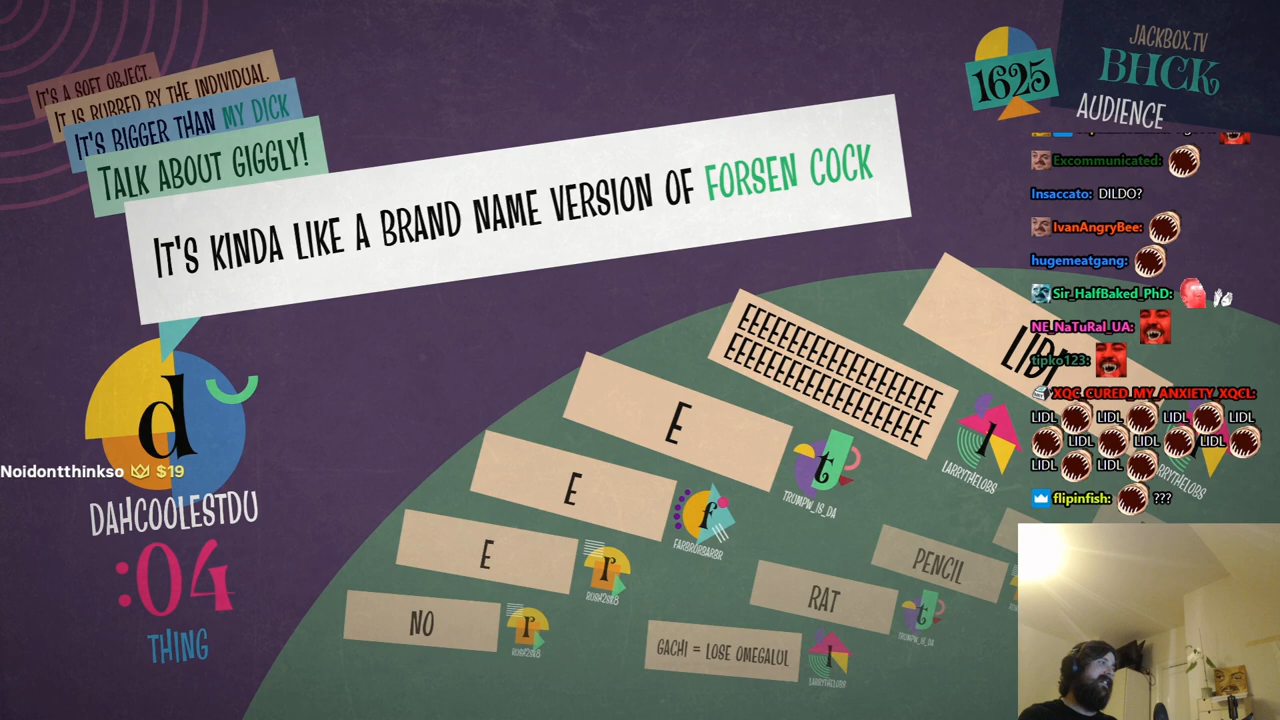 IT'S A SOFT OBJECT.
IT IS RUBBED BY THE INDIVIDUAL.
IT'S BIGGER THAN MY DICK
TALK ABOUT GIGGLY!
IT'S KINDA LIKE A BRAND NAME VERSION OF FORSEN COCK
d
Noidontthinkso $19
DAHCOOLESTDU
:04
THING
1625
JACKBOX.TV
BHCK
AUDIENCE
Excommunicated:
Insaccato: DILDO?
IvanAngryBee:
hugemeatgang:
Sir_HalfBaked_PhD:
NE_NaTuRal_UA:
tipko123:
XQC_CURED_MY_ANXIETY_XQCL:
LIDL LIDL LIDL LIDL
LIDL LIDL LIDL
LIDL LIDL
flipinfish: ???
E
t
TRUMPW_IS_DA
l
LARRYTHELOBS
E
f
FARBRORBARBR
E
r
NO
r
GACHI = LOSE OMEGALUL
l
LARRYTHELOBS
RAT
t
TRUMPW_IS_DA
PENCIL